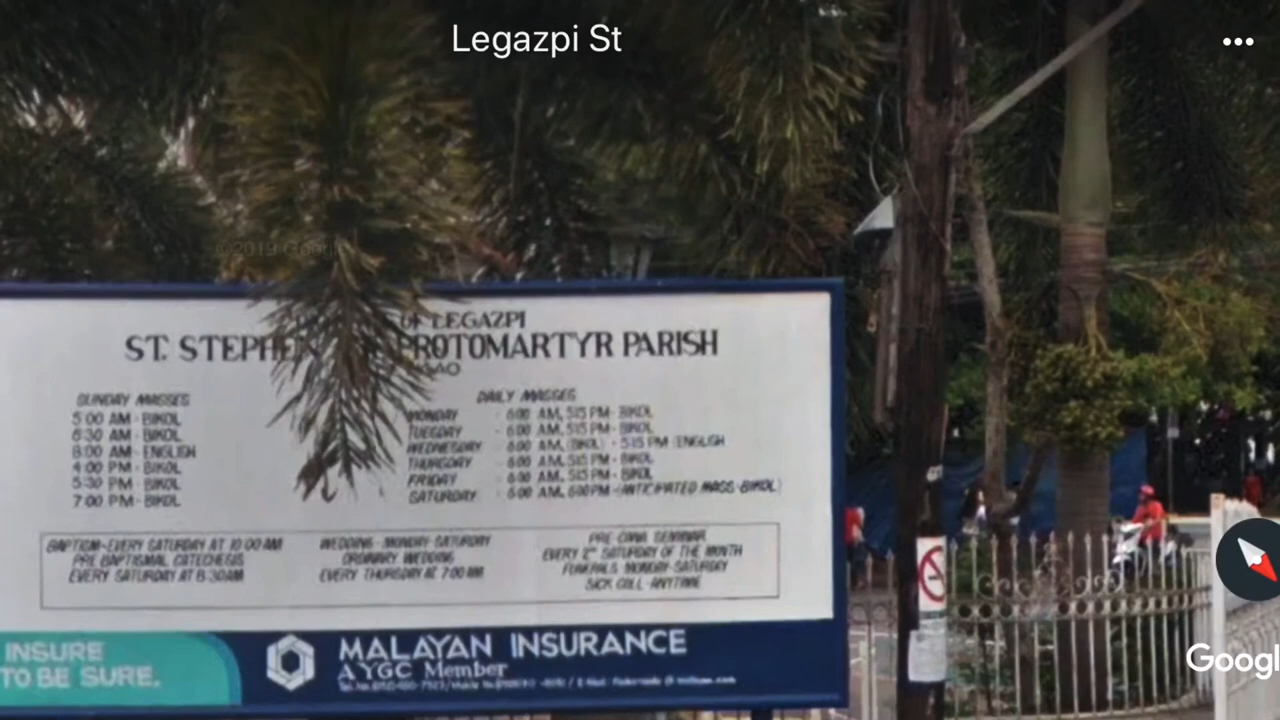 Legazpi St
©2019 Google
OF LEGAZPI
ST. STEPHEN PROTOMARTYR PARISH
SUNDAY MASSES
5:00 AM - BIKOL
6:30 AM - BIKOL
8:00 AM - ENGLISH
4:00 PM - BIKOL
5:30 PM - BIKOL
7:00 PM - BIKOL
DAILY MASSES
MONDAY - 6:00 AM, 5:15 PM - BIKOL
TUESDAY - 6:00 AM, 5:15 PM - BIKOL
WEDNESDAY - 6:00 AM, (BIKOL) - 5:15 PM (ENGLISH
THURSDAY - 6:00 AM, 5:15 PM - BIKOL
FRIDAY - 6:00 AM, 5:15 PM - BIKOL
SATURDAY - 6:00 AM, 6:00 PM - (ANTICIPATED MASS-BIKOL)
BAPTISM-EVERY SATURDAY AT 10:00 AM
PRE BAPTISMAL CATECHESIS
EVERY SATURDAY AT 8:30AM
WEDDING-MONDAY-SATURDAY
ORDINARY WEDDING
EVERY THURSDAY AT 7:00AM
PRE-CANA SEMINAR
EVERY 2ND SATURDAY OF THE MONTH
FUNERALS MONDAY-SATURDAY
SICK CALL-ANYTIME
INSURE
TO BE SURE.
MALAYAN INSURANCE
A YGC Member
Googl